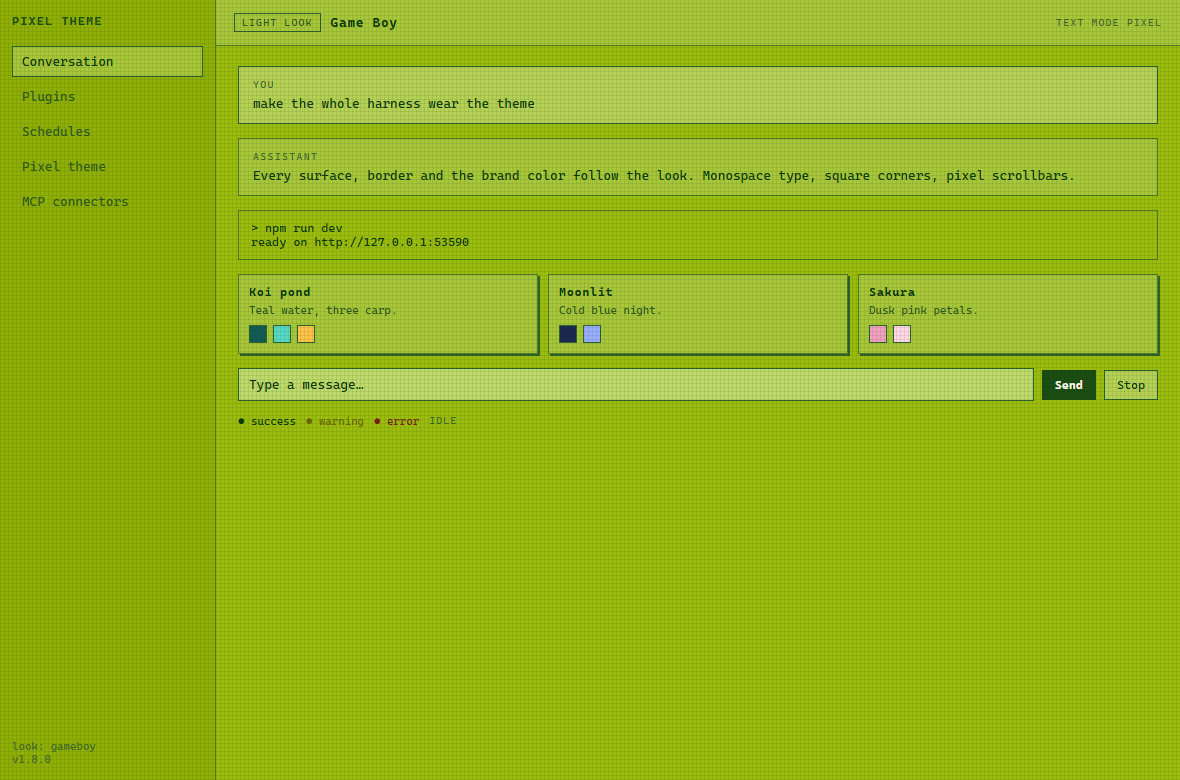 PIXEL THEME
Conversation
Plugins
Schedules
Pixel theme
MCP connectors
look: gameboy
v1.8.0
LIGHT LOOK Game Boy TEXT MODE PIXEL
YOU
make the whole harness wear the theme
ASSISTANT
Every surface, border and the brand color follow the look. Monospace type, square corners, pixel scrollbars.
> npm run dev
ready on http://127.0.0.1:53590
Koi pond
Teal water, three carp.
Moonlit
Cold blue night.
Sakura
Dusk pink petals.
Type a message… Send Stop
● success ● warning ● error IDLE